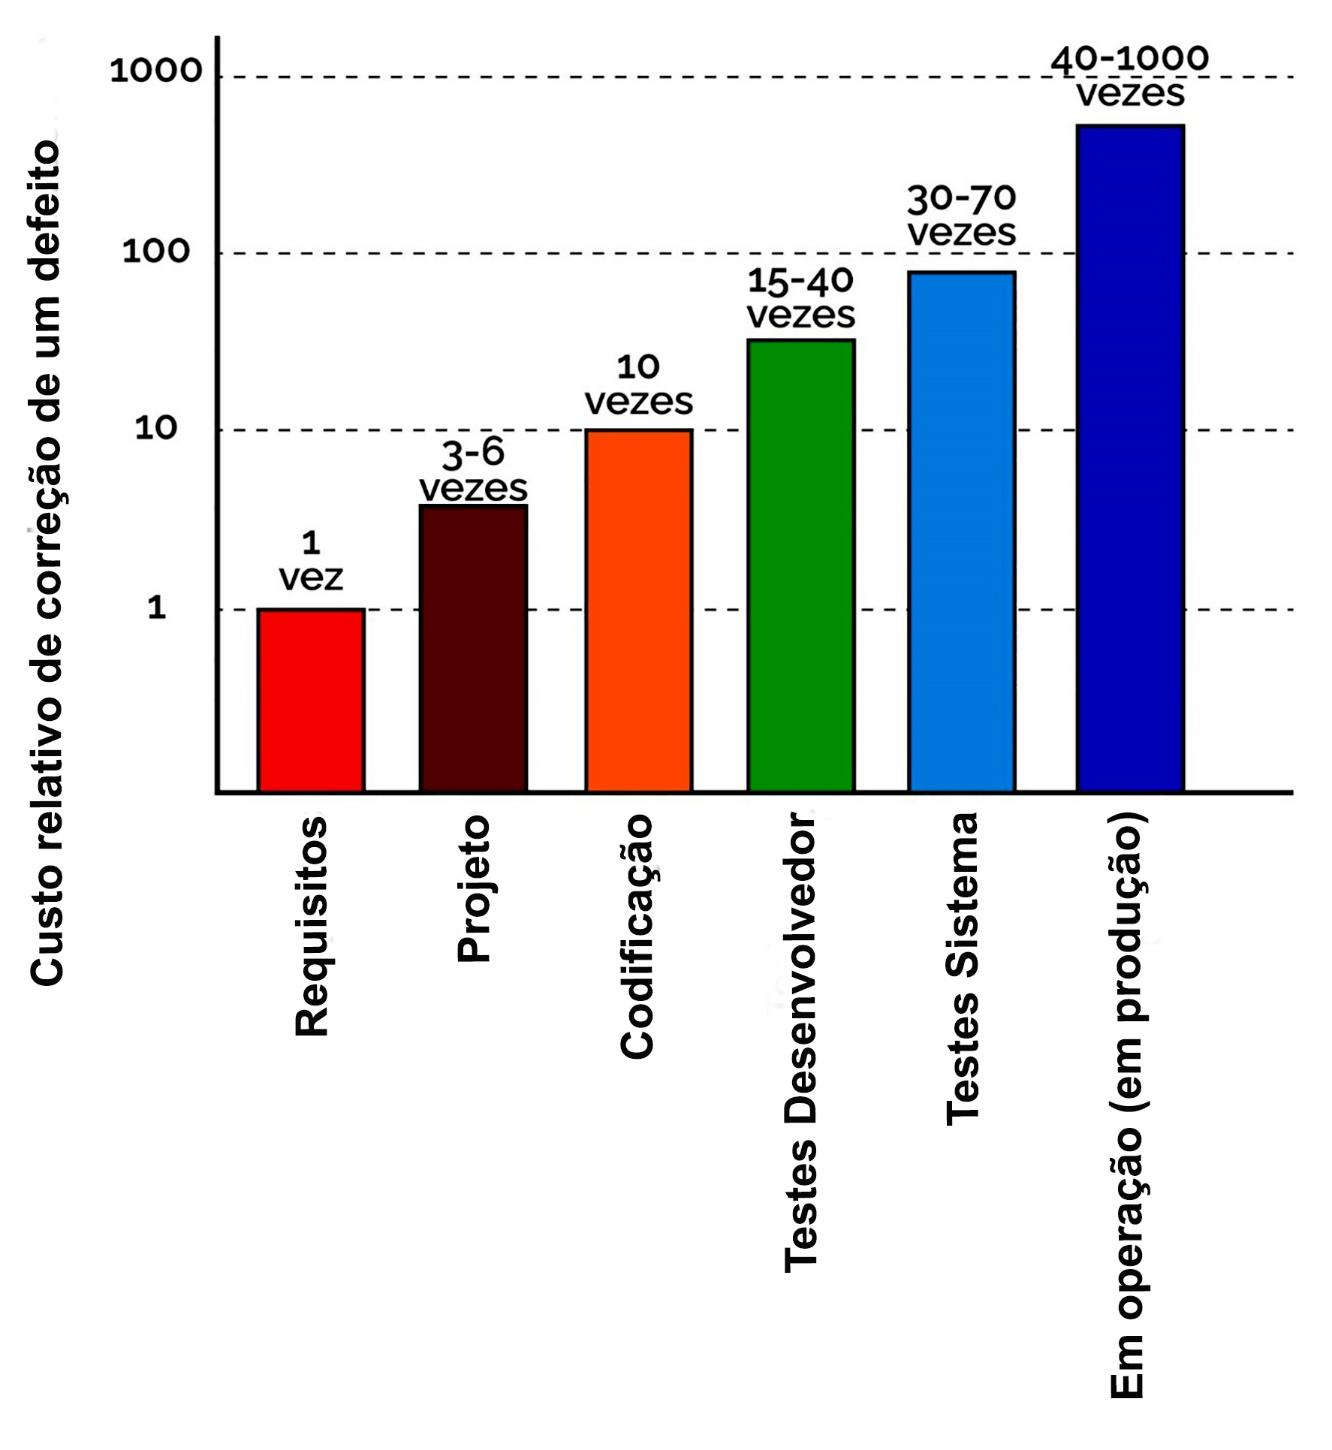 Custo relativo de correção de um defeito
1000
100
10
1
1
vez
3-6
vezes
10
vezes
15-40
vezes
30-70
vezes
40-1000
vezes
Requisitos
Projeto
Codificação
Testes Desenvolvedor
Testes Sistema
Em operação (em produção)